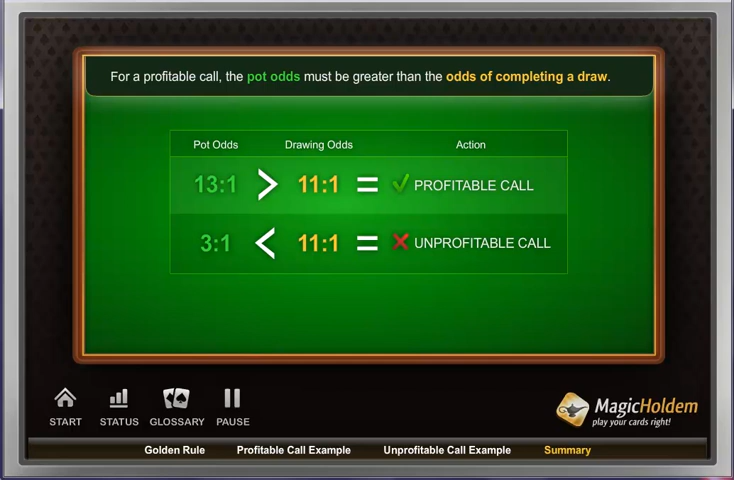 For a profitable call, the pot odds must be greater than the odds of completing a draw.
Pot Odds Drawing Odds Action
13:1 > 11:1 = ✓ PROFITABLE CALL
3:1 < 11:1 = ✗ UNPROFITABLE CALL
START STATUS GLOSSARY PAUSE
MagicHoldem
play your cards right!
Golden Rule Profitable Call Example Unprofitable Call Example Summary